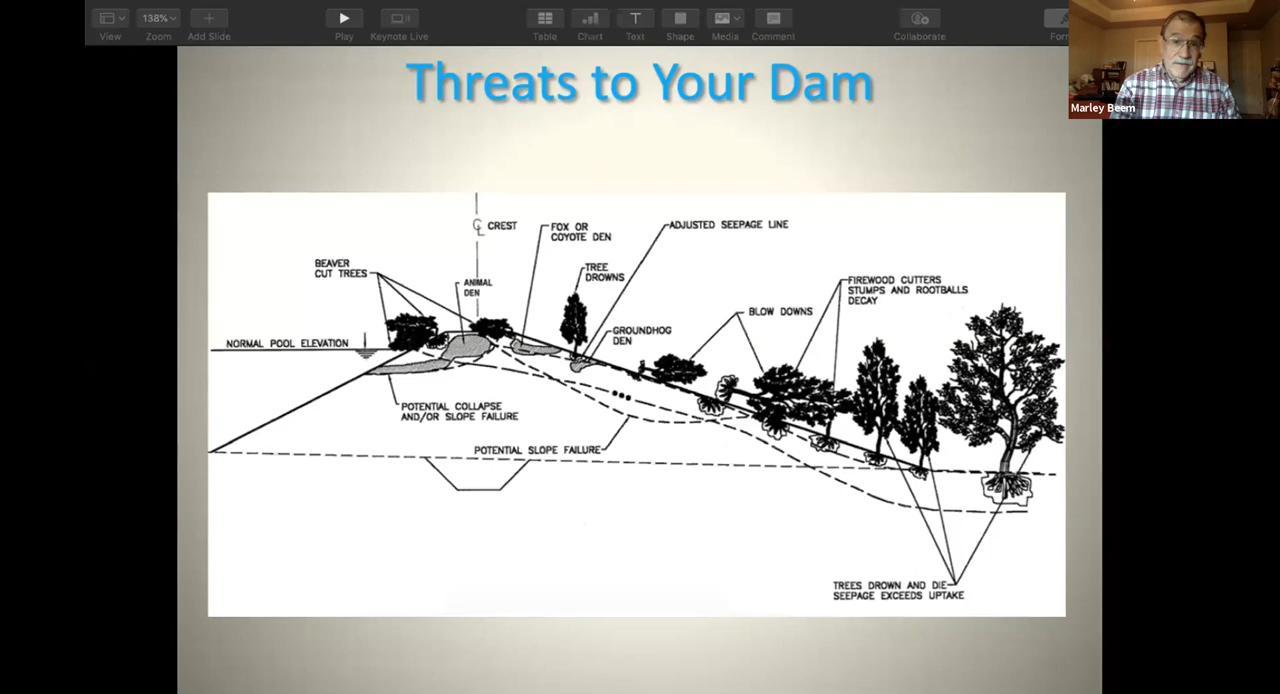 138%
View
Zoom
Add Slide
Play
Keynote Live
Table
Chart
Text
Shape
Media
Comment
Collaborate
Marley Beem
Threats to Your Dam
CREST
FOX OR
COYOTE DEN
ADJUSTED SEEPAGE LINE
BEAVER
CUT TREES
ANIMAL
DEN
TREE
DROWNS
FIREWOOD CUTTERS
STUMPS AND ROOTBALLS
DECAY
BLOW DOWNS
GROUNDHOG
DEN
NORMAL POOL ELEVATION
POTENTIAL COLLAPSE
AND/OR SLOPE FAILURE
POTENTIAL SLOPE FAILURE
TREES DROWN AND DIE
SEEPAGE EXCEEDS UPTAKE